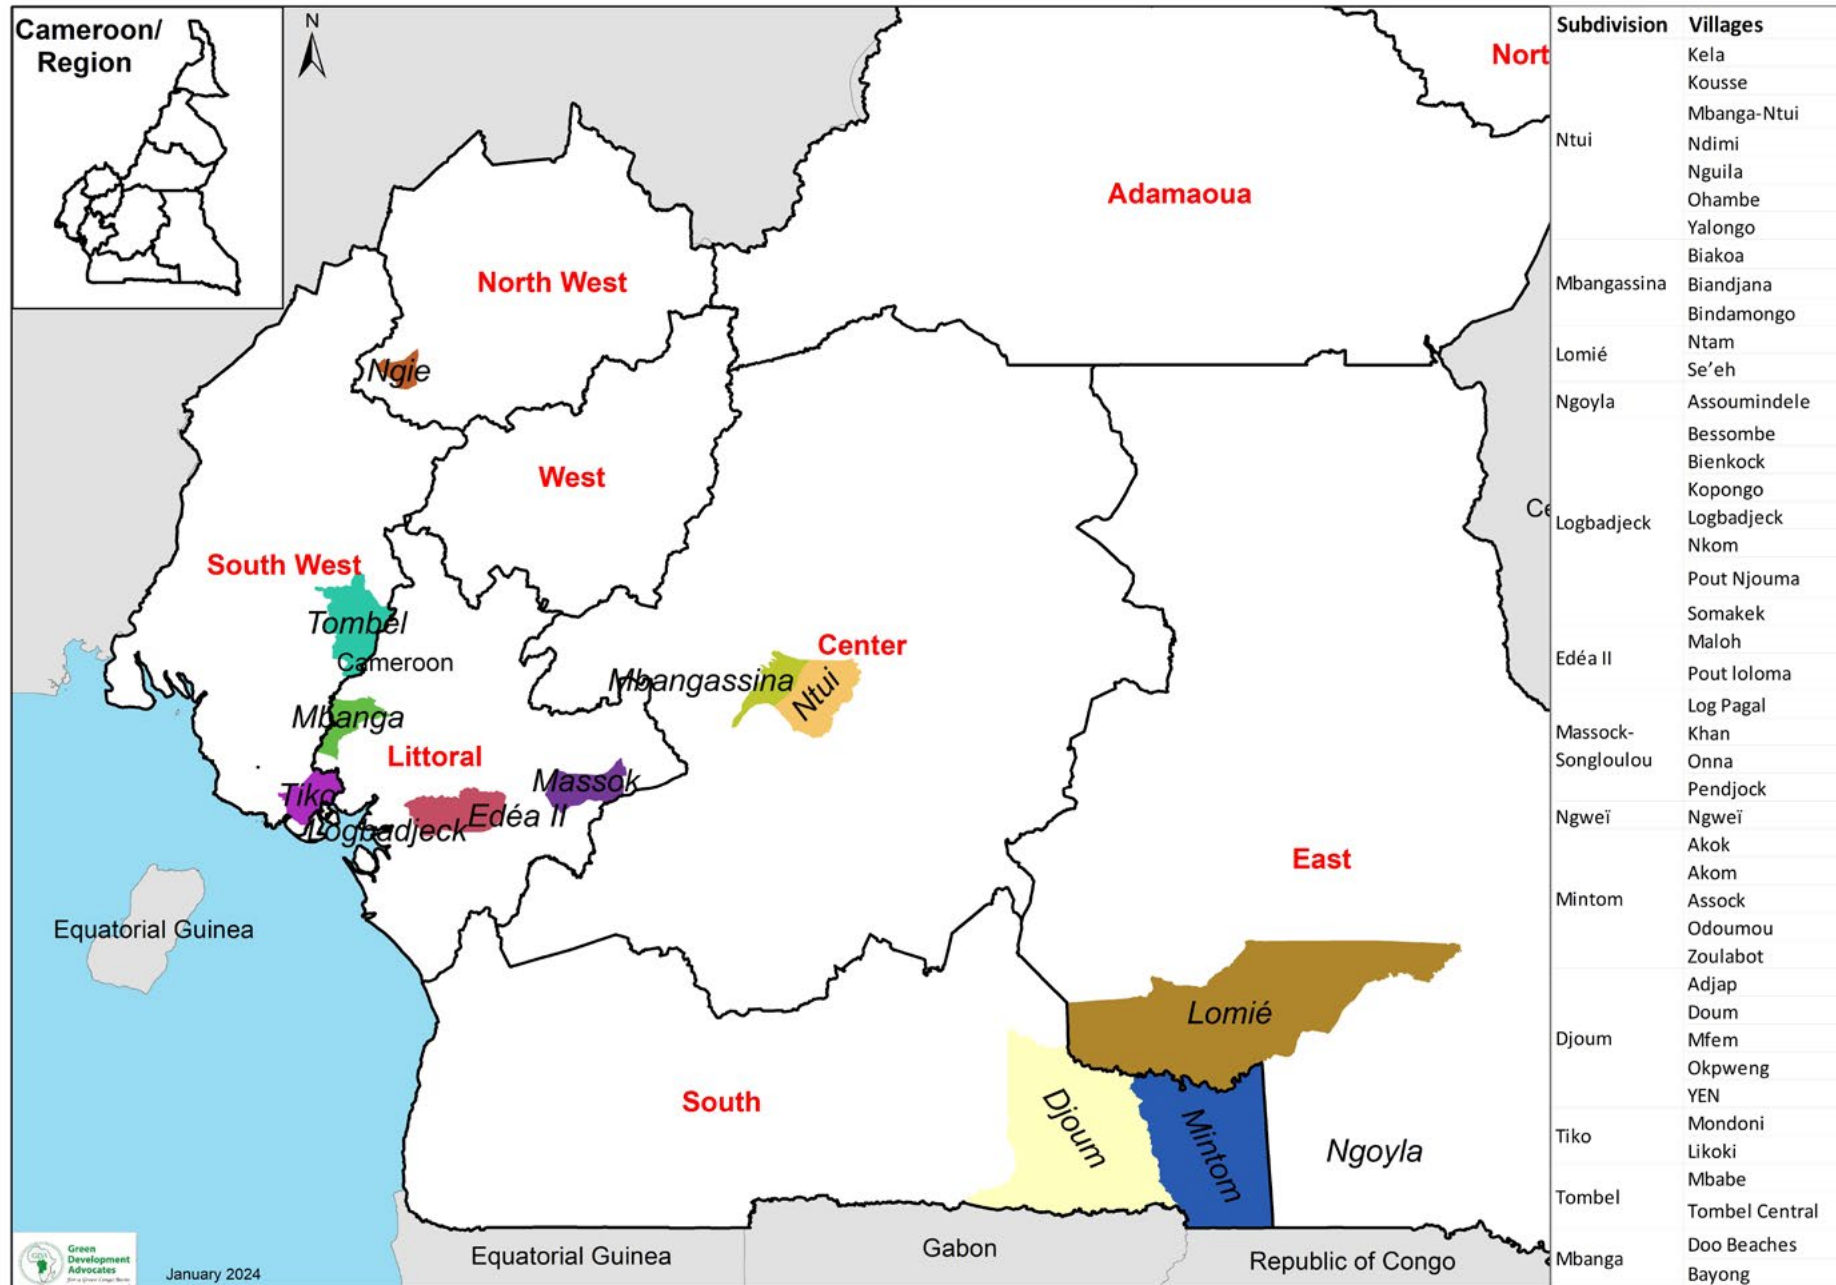 Cameroon/
Region
N
Nort
Adamaoua
North West
Ngie
West
South West
Tombel
Cameroon
Center
Mbangassina
Ntui
Mbanga
Littoral
Massok
Tiko
Edéa II
Logbadjeck
East
Equatorial Guinea
Lomié
South
Djoum
Mintom
Ngoyla
Equatorial Guinea
Gabon
Republic of Congo
Green
Development
Advocates
January 2024
Ce
Subdivision Villages
Kela
Kousse
Mbanga-Ntui
Ntui Ndimi
Nguila
Ohambe
Yalongo
Biakoa
Mbangassina Biandjana
Bindamongo
Lomié Ntam
Se’eh
Ngoyla Assoumindele
Bessombe
Bienkock
Kopongo
Logbadjeck Logbadjeck
Nkom
Pout Njouma
Somakek
Edéa II Maloh
Pout loloma
Log Pagal
Massock- Khan
Songloulou Onna
Pendjock
Ngweï Ngweï
Akok
Akom
Mintom Assock
Odoumou
Zoulabot
Adjap
Doum
Djoum Mfem
Okpweng
YEN
Tiko Mondoni
Likoki
Tombel Mbabe
Tombel Central
Mbanga Doo Beaches
Bayong